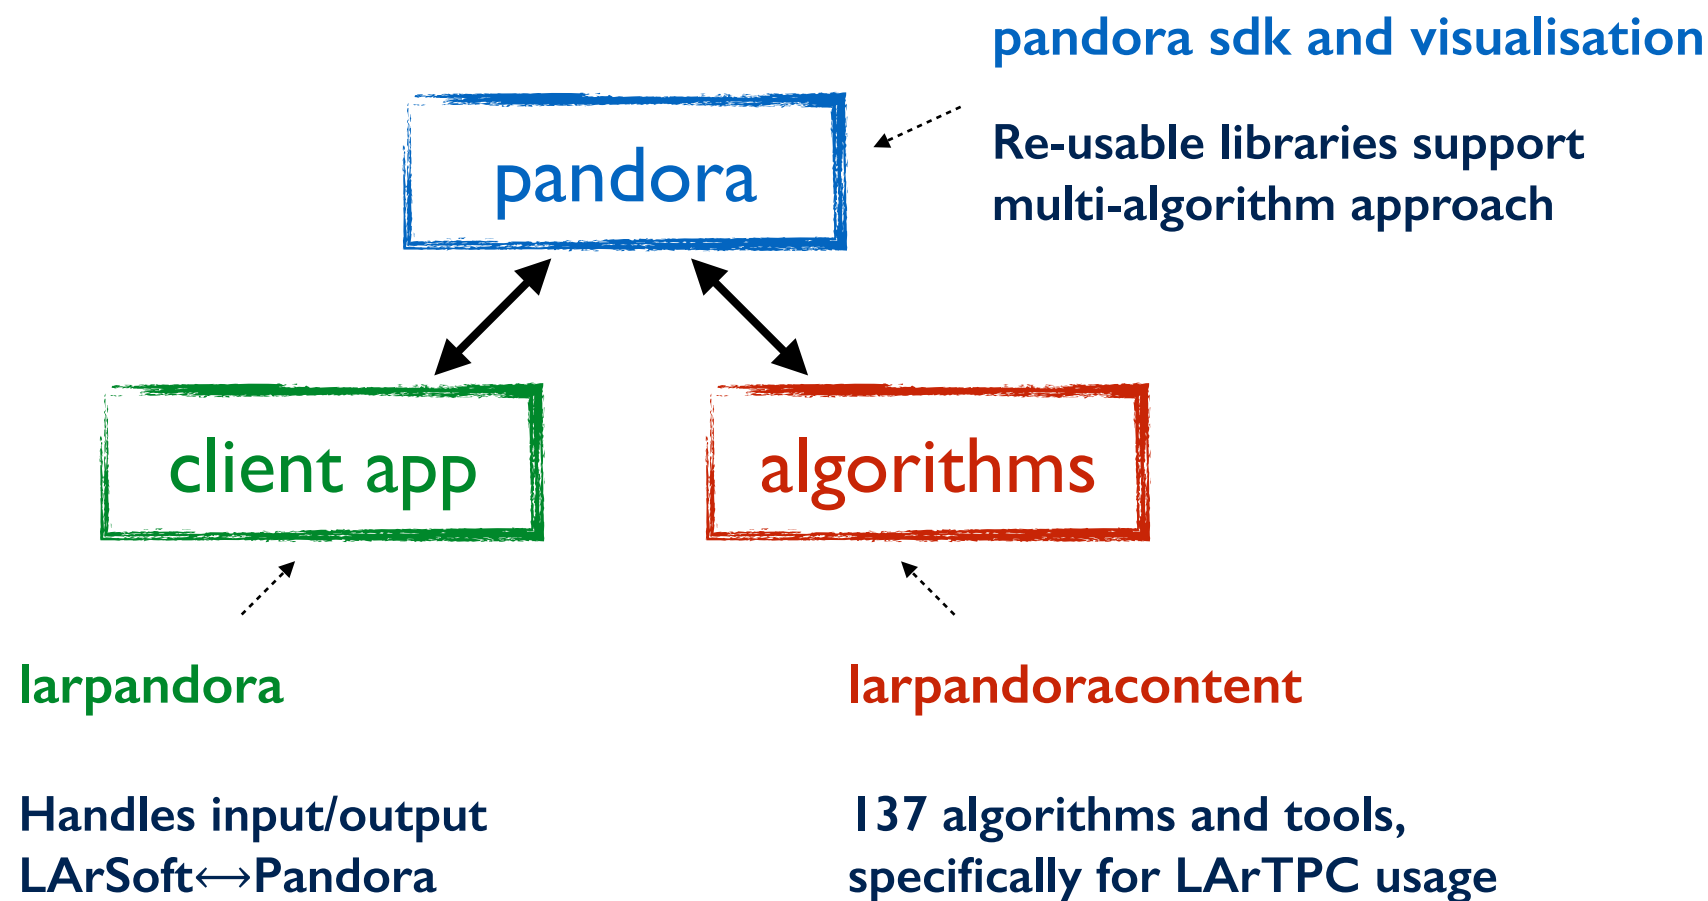 pandora sdk and visualisation
Re-usable libraries support
multi-algorithm approach
pandora
client app
algorithms
larpandora
Handles input/output
LArSoft↔Pandora
larpandoracontent
137 algorithms and tools,
specifically for LArTPC usage